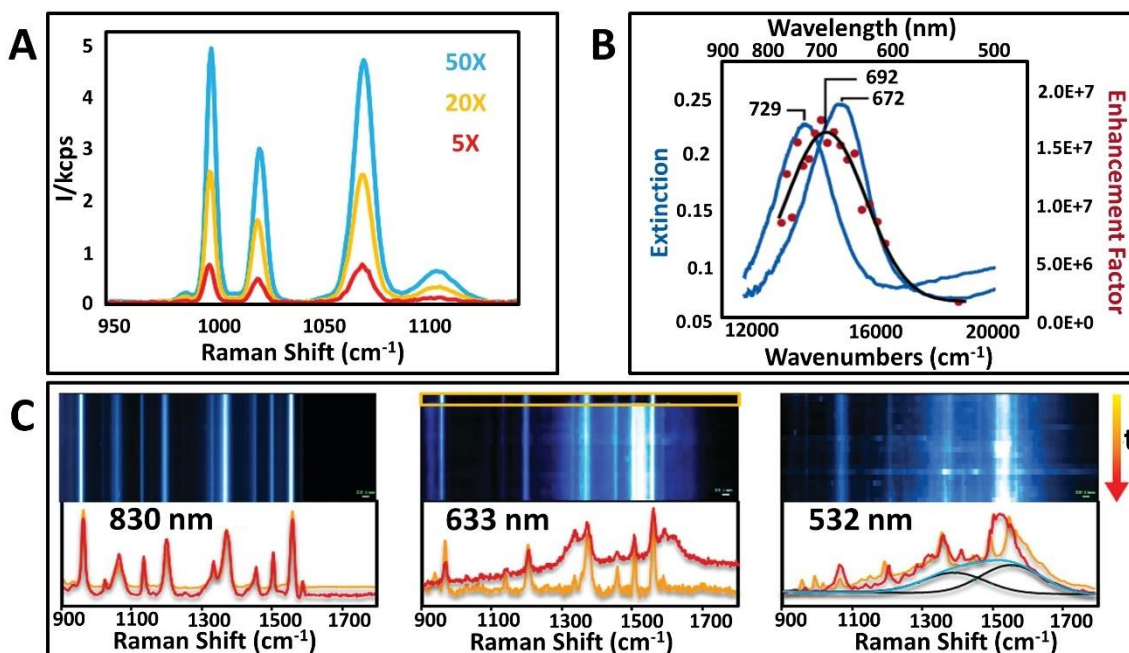 A
5
4
3
2
1
0
I/kcps
50X
20X
5X
950
1000
1050
1100
Raman Shift (cm-1)
B
Wavelength (nm)
900 800 700 600 500
692
672
729
0.25
0.2
0.15
0.1
0.05
Extinction
2.0E+7
1.5E+7
1.0E+7
5.0E+6
0.0E+0
Enhancement Factor
12000 16000 20000
Wavenumbers (cm-1)
C
t
830 nm
633 nm
532 nm
900 1100 1300 1500 1700
900 1100 1300 1500 1700
900 1100 1300 1500 1700
Raman Shift (cm-1)
Raman Shift (cm-1)
Raman Shift (cm-1)